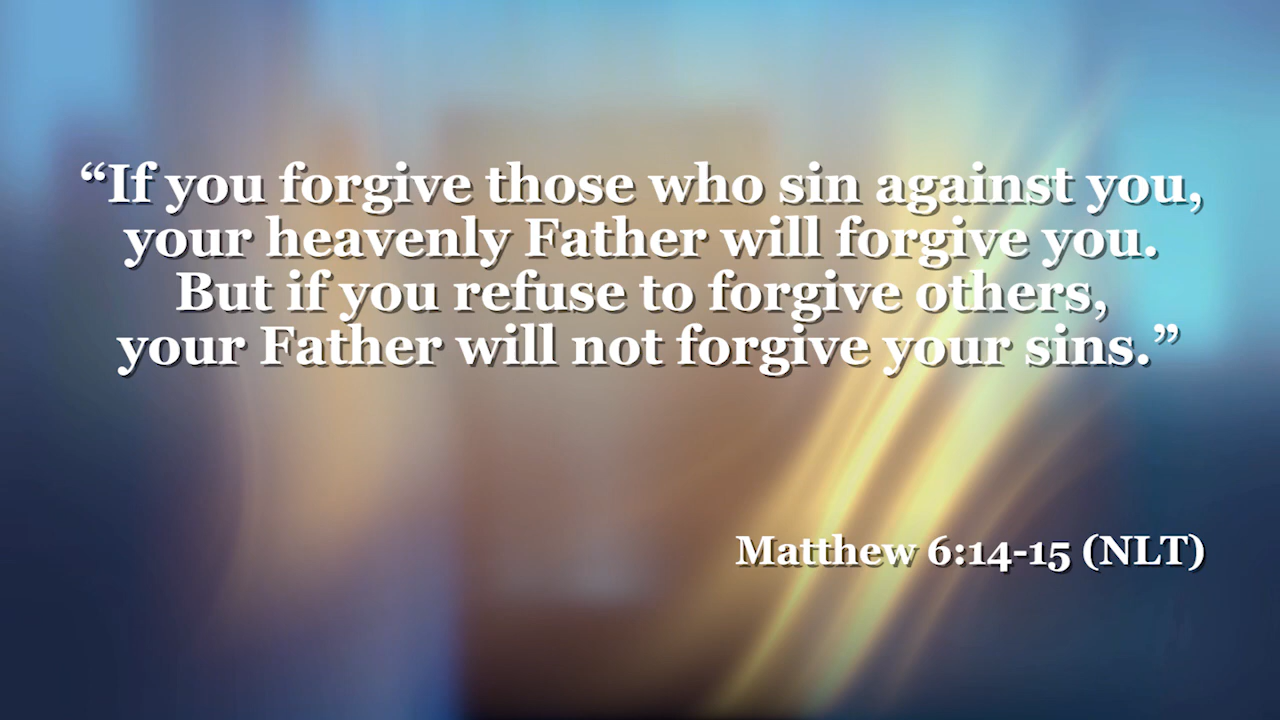 “If you forgive those who sin against you,
your heavenly Father will forgive you.
But if you refuse to forgive others,
your Father will not forgive your sins.”
Matthew 6:14-15 (NLT)